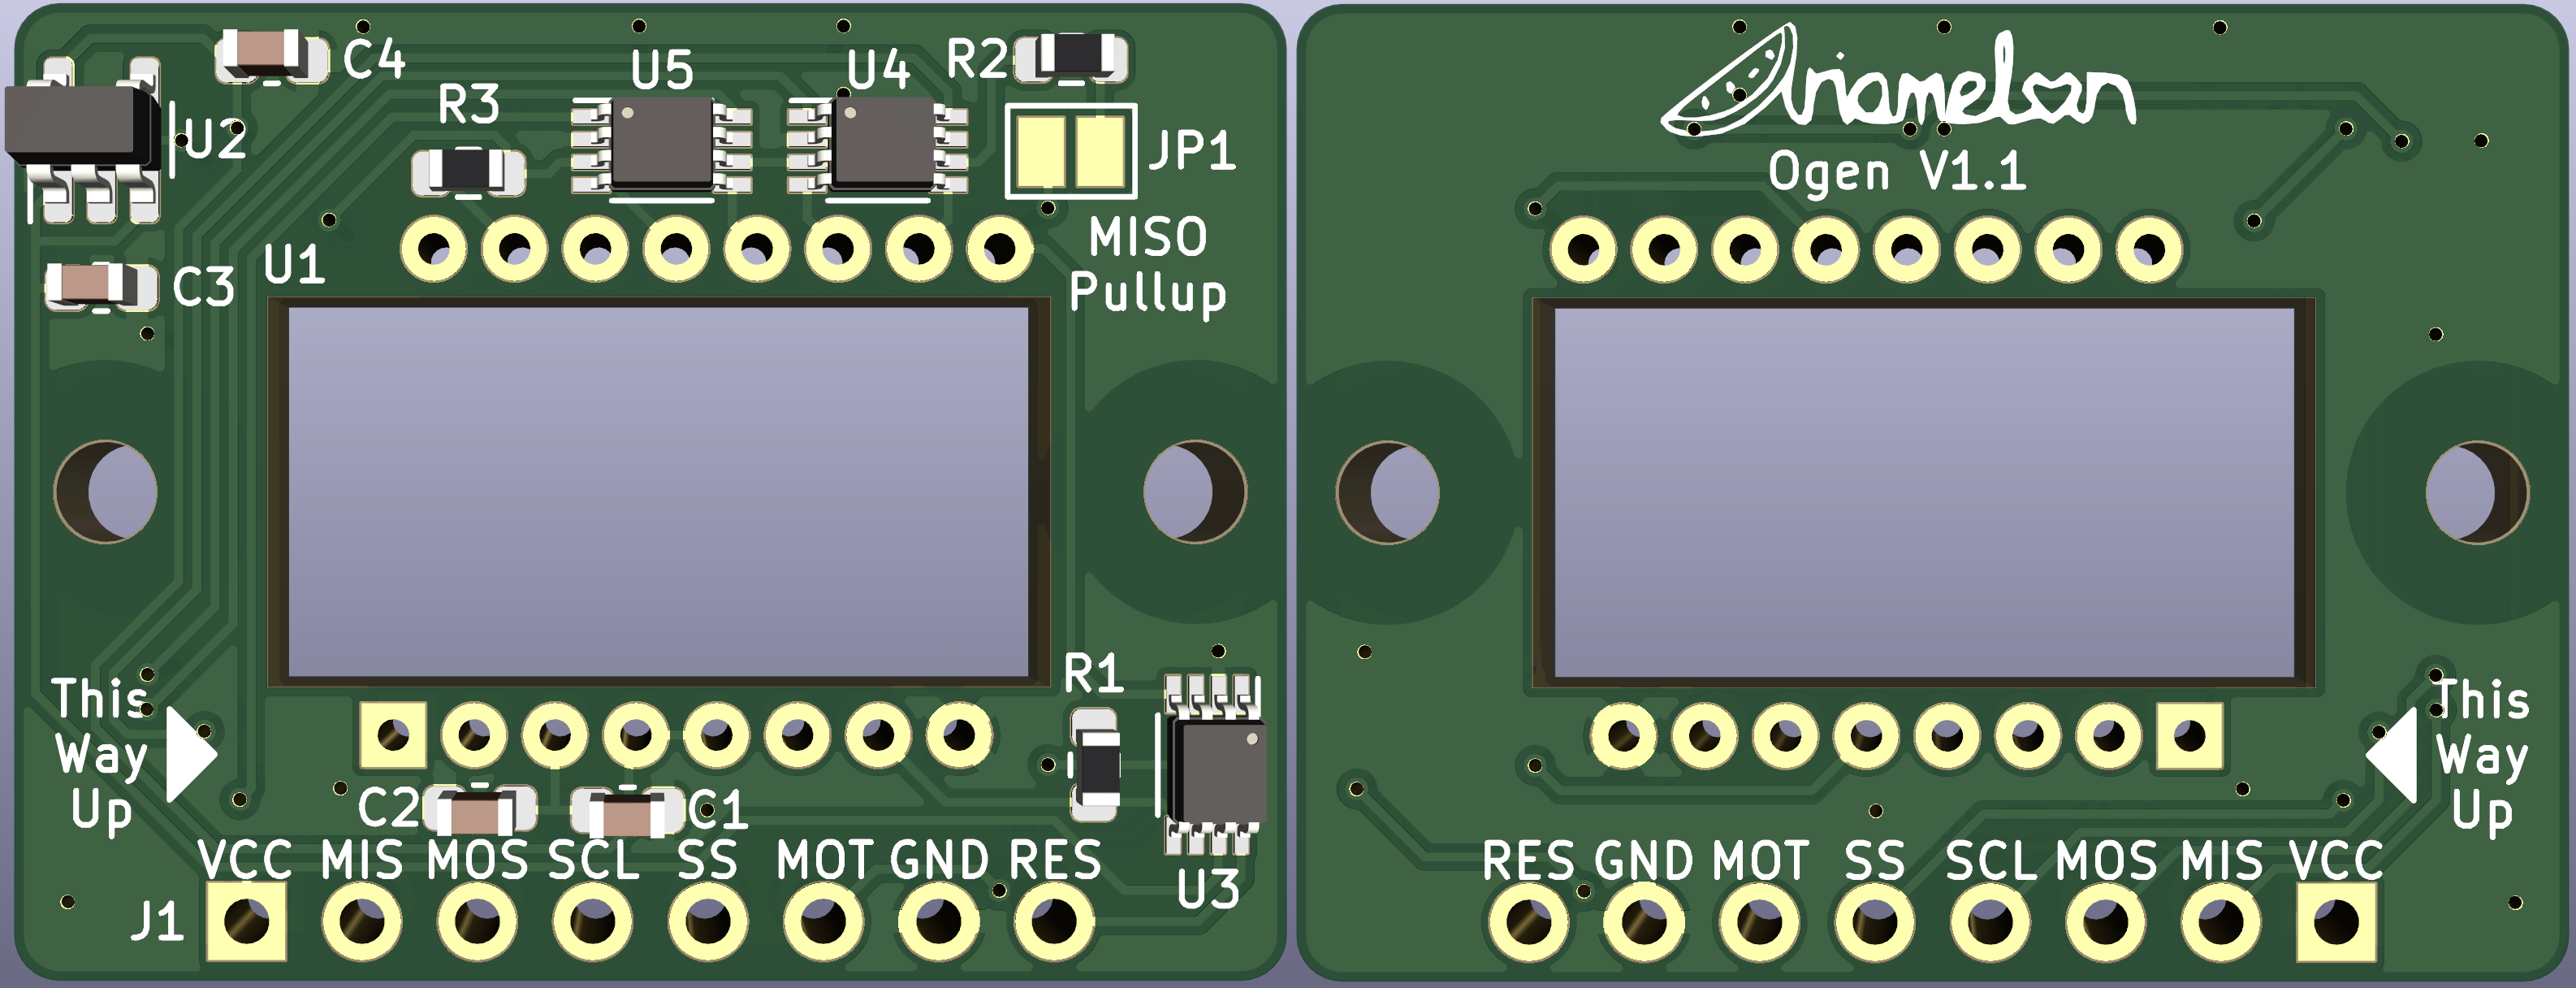 C4
U5
U4
R2
R3
U2
JP1
MISO
Pullup
U1
C3
R1
This
Way
Up
C2
C1
VCC MIS MOS SCL SS MOT GND RES
U3
J1
Ariamelon
Ogen V1.1
This
Way
Up
RES GND MOT SS SCL MOS MIS VCC